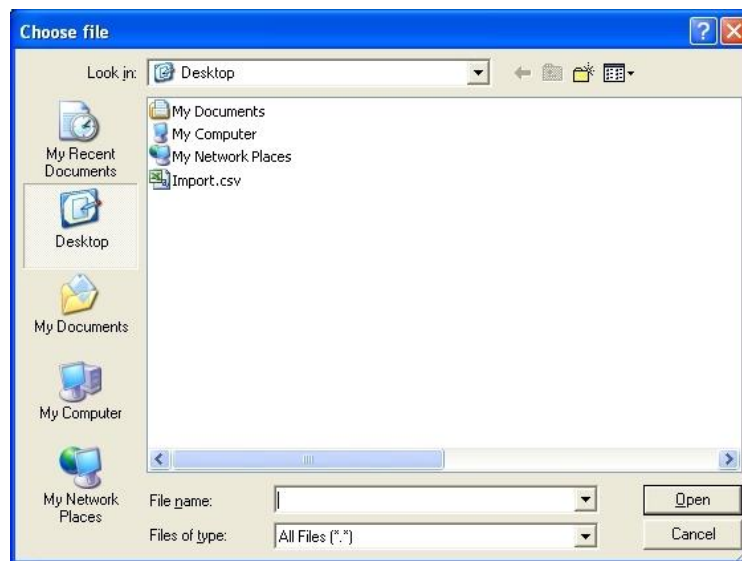 Choose file
Look in:
Desktop
My Recent
Documents
Desktop
My Documents
My Computer
My Network
Places
My Documents
My Computer
My Network Places
Import.csv
File name:
Open
Files of type:
All Files (*.*)
Cancel